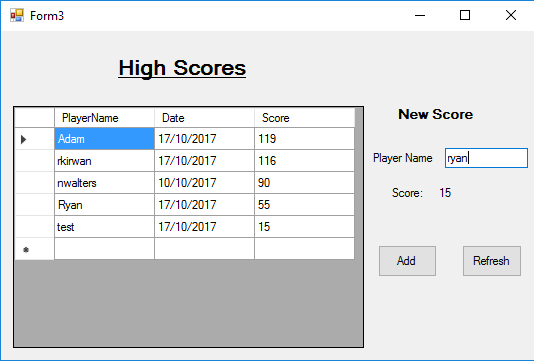 Form3
High Scores
PlayerName Date Score
Adam 17/10/2017 119
rkirwan 17/10/2017 116
nwalters 10/10/2017 90
Ryan 17/10/2017 55
test 17/10/2017 15
New Score
Player Name ryan
Score: 15
Add Refresh